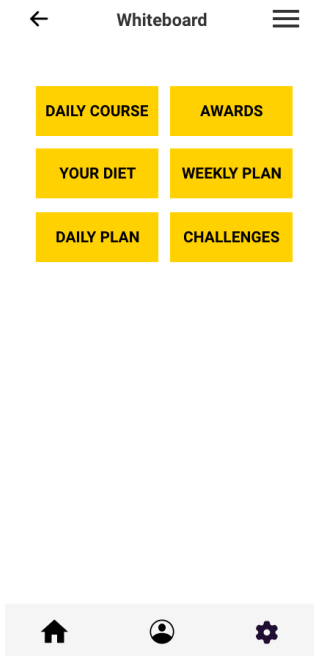 Whiteboard
DAILY COURSE
AWARDS
YOUR DIET
WEEKLY PLAN
DAILY PLAN
CHALLENGES